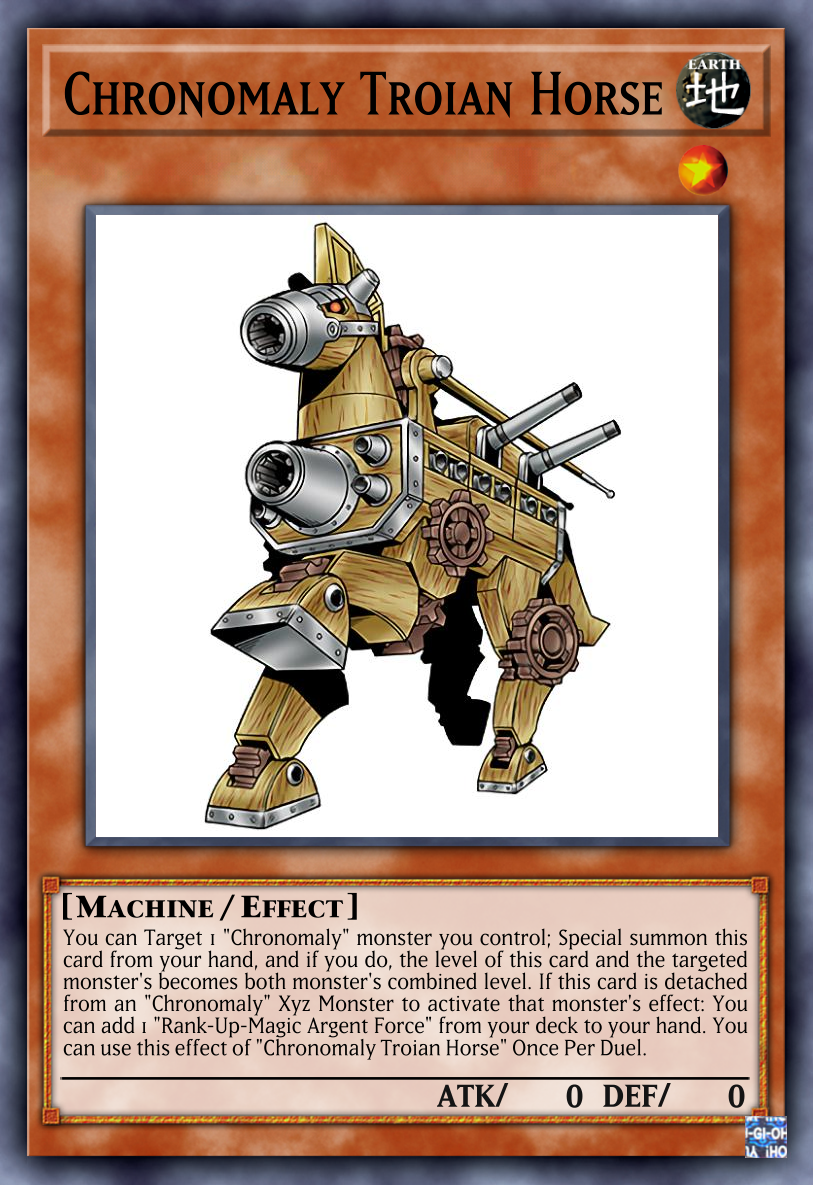 Chronomaly Troian Horse
EARTH
地
[Machine / Effect]
You can Target 1 "Chronomaly" monster you control; Special summon this
card from your hand, and if you do, the level of this card and the targeted
monster's becomes both monster's combined level. If this card is detached
from an "Chronomaly" Xyz Monster to activate that monster's effect: You
can add 1 "Rank-Up-Magic Argent Force" from your deck to your hand. You
can use this effect of "Chronomaly Troian Horse" Once Per Duel.
ATK/ 0 DEF/ 0